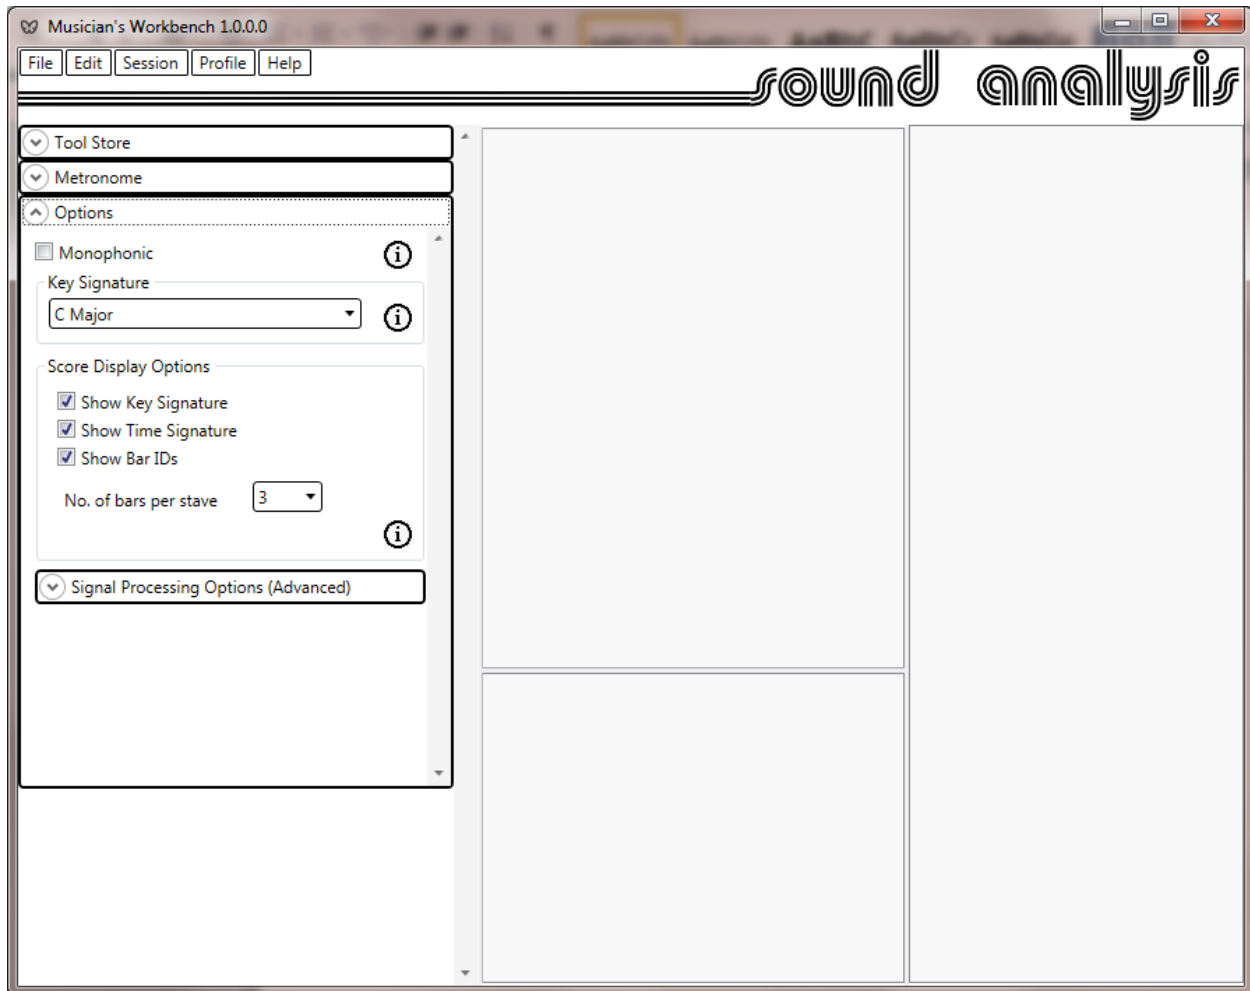 Musician's Workbench 1.0.0.0
File Edit Session Profile Help
sound analysis
Tool Store
Metronome
Options
Monophonic
Key Signature
C Major
Score Display Options
Show Key Signature
Show Time Signature
Show Bar IDs
No. of bars per stave 3
Signal Processing Options (Advanced)